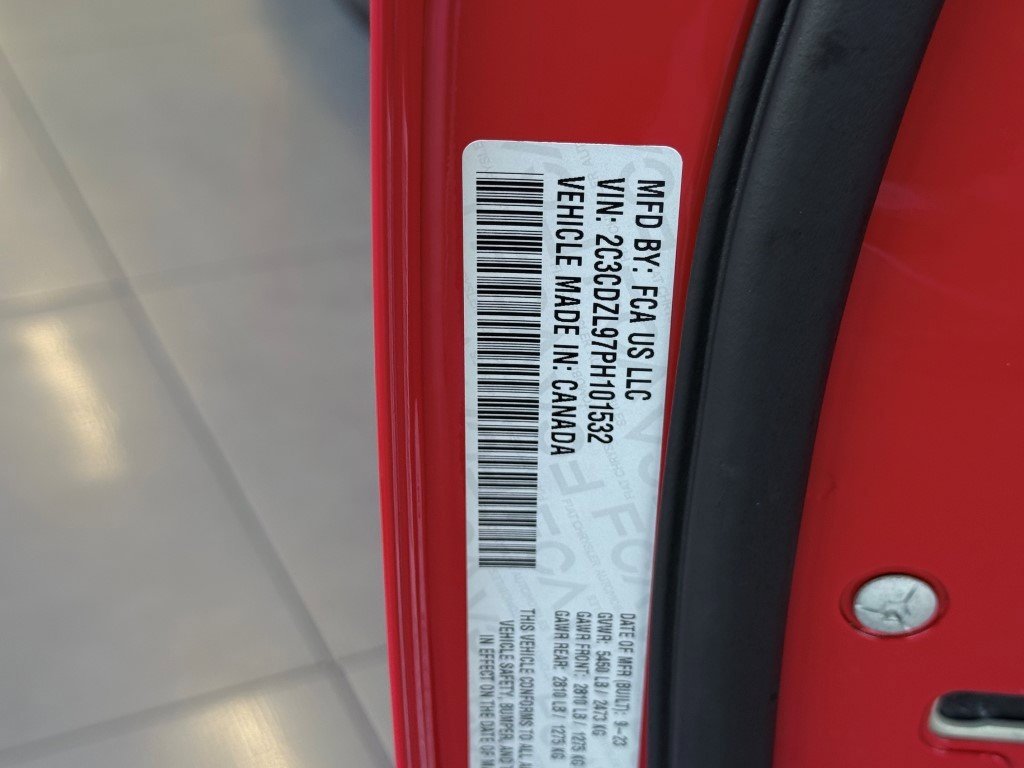 MFD BY: FCA US LLC
VIN: 2C3CDZL97PH101532
VEHICLE MADE IN: CANADA
DATE OF MFR (BUILT): 9-23
GVWR: 5450 LB / 2473 KG
GAWR FRONT: 2810 LB / 1275 KG
GAWR REAR: 2810 LB / 1275 KG
THIS VEHICLE CONFORMS TO ALL
VEHICLE SAFETY, BUMPER, AND
IN EFFECT ON THE DATE OF